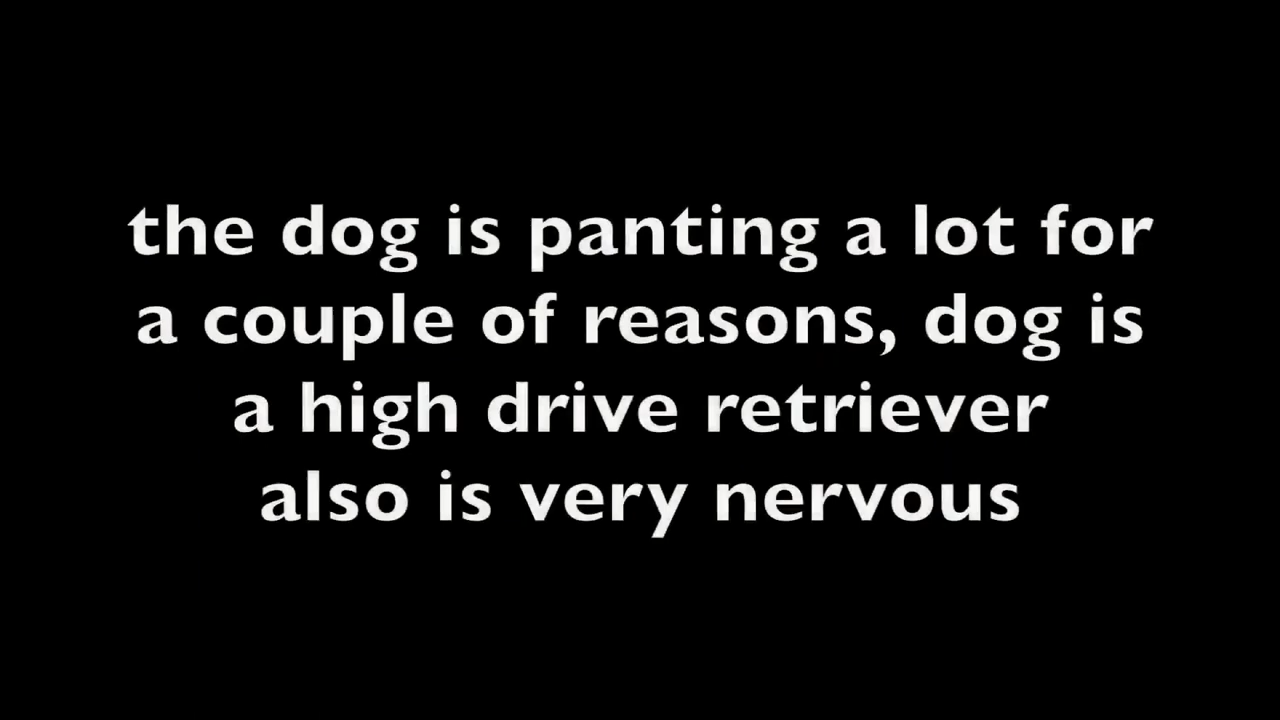 the dog is panting a lot for
a couple of reasons, dog is
a high drive retriever
also is very nervous